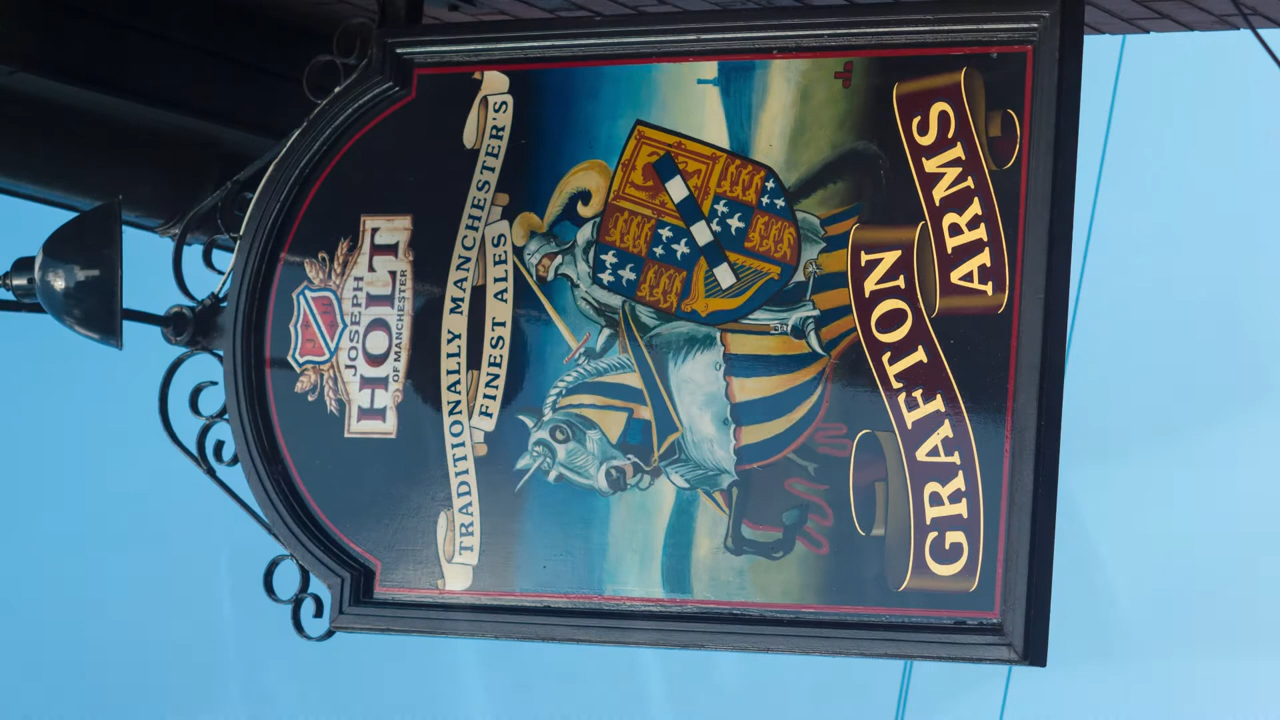 JOSEPH
HOLT
OF MANCHESTER
TRADITIONALLY MANCHESTER'S
FINEST ALES
GRAFTON
ARMS